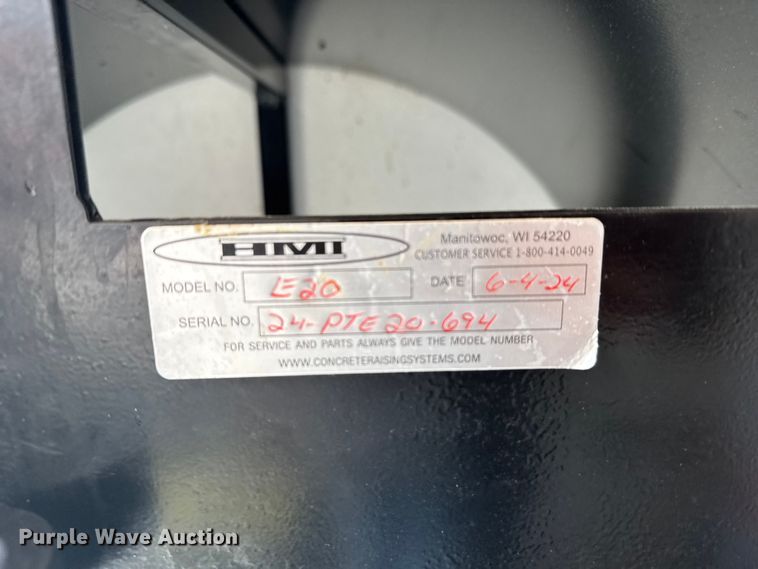 HMI
Manitowoc, WI 54220
CUSTOMER SERVICE 1-800-414-0049
MODEL NO. E20 DATE 6-4-24
SERIAL NO. 24-PTE20-694
FOR SERVICE AND PARTS ALWAYS GIVE THE MODEL NUMBER
WWW.CONCRETERAISINGSYSTEMS.COM
Purple Wave Auction